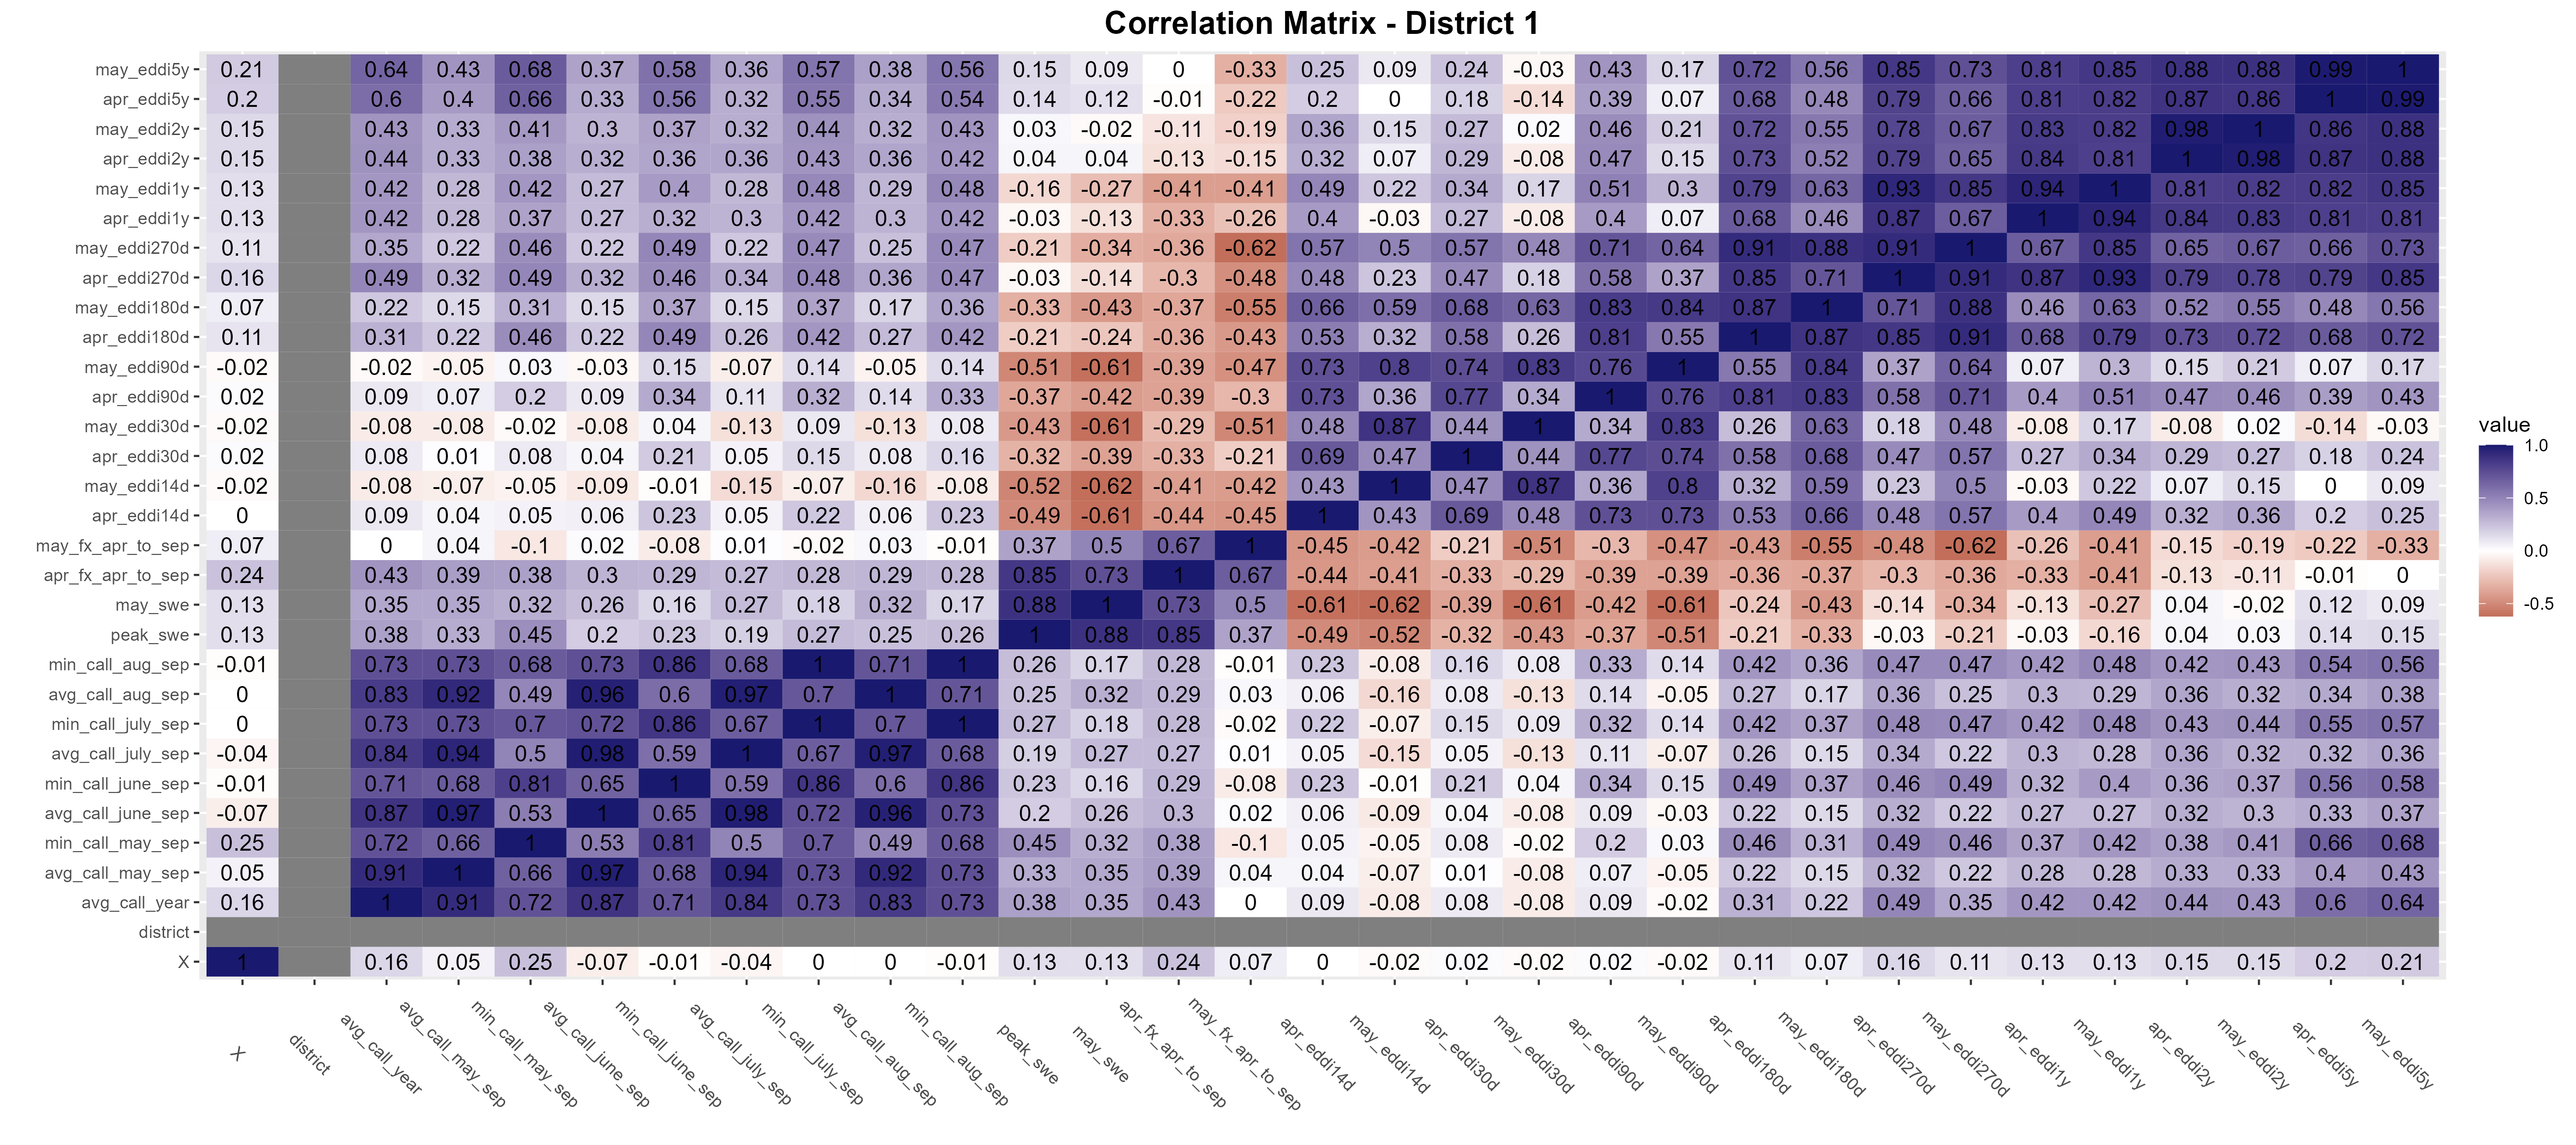 Correlation Matrix - District 1
may_eddi5y 0.21 0.64 0.43 0.68 0.37 0.58 0.36 0.57 0.38 0.56 0.15 0.09 0 -0.33 0.25 0.09 0.24 -0.03 0.43 0.17 0.72 0.56 0.85 0.73 0.81 0.85 0.88 0.88 0.99 1
apr_eddi5y 0.2 0.6 0.4 0.66 0.33 0.56 0.32 0.55 0.34 0.54 0.14 0.12 -0.01 -0.22 0.2 0 0.18 -0.14 0.39 0.07 0.68 0.48 0.79 0.66 0.81 0.82 0.87 0.86 1 0.99
may_eddi2y 0.15 0.43 0.33 0.41 0.3 0.37 0.32 0.44 0.32 0.43 0.03 -0.02 -0.11 -0.19 0.36 0.15 0.27 0.02 0.46 0.21 0.72 0.55 0.78 0.67 0.83 0.82 0.98 1 0.86 0.88
apr_eddi2y 0.15 0.44 0.33 0.38 0.32 0.36 0.36 0.43 0.36 0.42 0.04 0.04 -0.13 -0.15 0.32 0.07 0.29 -0.08 0.47 0.15 0.73 0.52 0.79 0.65 0.84 0.81 1 0.98 0.87 0.88
may_eddi1y 0.13 0.42 0.28 0.42 0.27 0.4 0.28 0.48 0.29 0.48 -0.16 -0.27 -0.41 -0.41 0.49 0.22 0.34 0.17 0.51 0.3 0.79 0.63 0.93 0.85 0.94 1 0.81 0.82 0.82 0.85
apr_eddi1y 0.13 0.42 0.28 0.37 0.27 0.32 0.3 0.42 0.3 0.42 -0.03 -0.13 -0.33 -0.26 0.4 -0.03 0.27 -0.08 0.4 0.07 0.68 0.46 0.87 0.67 1 0.94 0.84 0.83 0.81 0.81
may_eddi270d 0.11 0.35 0.22 0.46 0.22 0.49 0.22 0.47 0.25 0.47 -0.21 -0.34 -0.36 -0.62 0.57 0.5 0.57 0.48 0.71 0.64 0.91 0.88 0.91 1 0.67 0.85 0.65 0.67 0.66 0.73
apr_eddi270d 0.16 0.49 0.32 0.49 0.32 0.46 0.34 0.48 0.36 0.47 -0.03 -0.14 -0.3 -0.48 0.48 0.23 0.47 0.18 0.58 0.37 0.85 0.71 1 0.91 0.87 0.93 0.79 0.78 0.79 0.85
may_eddi180d 0.07 0.22 0.15 0.31 0.15 0.37 0.15 0.37 0.17 0.36 -0.33 -0.43 -0.37 -0.55 0.66 0.59 0.68 0.63 0.83 0.84 0.87 1 0.71 0.88 0.46 0.63 0.52 0.55 0.48 0.56
apr_eddi180d 0.11 0.31 0.22 0.46 0.22 0.49 0.26 0.42 0.27 0.42 -0.21 -0.24 -0.36 -0.43 0.53 0.32 0.58 0.26 0.81 0.55 1 0.87 0.85 0.91 0.68 0.79 0.73 0.72 0.68 0.72
may_eddi90d -0.02 -0.02 -0.05 0.03 -0.03 0.15 -0.07 0.14 -0.05 0.14 -0.51 -0.61 -0.39 -0.47 0.73 0.8 0.74 0.83 0.76 1 0.55 0.84 0.37 0.64 0.07 0.3 0.15 0.21 0.07 0.17
apr_eddi90d 0.02 0.09 0.07 0.2 0.09 0.34 0.11 0.32 0.14 0.33 -0.37 -0.42 -0.39 -0.3 0.73 0.36 0.77 0.34 1 0.76 0.81 0.83 0.58 0.71 0.4 0.51 0.47 0.46 0.39 0.43
may_eddi30d -0.02 -0.08 -0.08 -0.02 -0.08 0.04 -0.13 0.09 -0.13 0.08 -0.43 -0.61 -0.29 -0.51 0.48 0.87 0.44 1 0.34 0.83 0.26 0.63 0.18 0.48 -0.08 0.17 -0.08 0.02 -0.14 -0.03
apr_eddi30d 0.02 0.08 0.01 0.08 0.04 0.21 0.05 0.15 0.08 0.16 -0.32 -0.39 -0.33 -0.21 0.69 0.47 1 0.44 0.77 0.74 0.58 0.68 0.47 0.57 0.27 0.34 0.29 0.27 0.18 0.24
may_eddi14d -0.02 -0.08 -0.07 -0.05 -0.09 -0.01 -0.15 -0.07 -0.16 -0.08 -0.52 -0.62 -0.41 -0.42 0.43 1 0.47 0.87 0.36 0.8 0.32 0.59 0.23 0.5 -0.03 0.22 0.07 0.15 0 0.09
apr_eddi14d 0 0.09 0.04 0.05 0.06 0.23 0.05 0.22 0.06 0.23 -0.49 -0.61 -0.44 -0.45 1 0.43 0.69 0.48 0.73 0.73 0.53 0.66 0.48 0.57 0.4 0.49 0.32 0.36 0.2 0.25
may_fx_apr_to_sep 0.07 0 0.04 -0.1 0.02 -0.08 0.01 -0.02 0.03 -0.01 0.37 0.5 0.67 1 -0.45 -0.42 -0.21 -0.51 -0.3 -0.47 -0.43 -0.55 -0.48 -0.62 -0.26 -0.41 -0.15 -0.19 -0.22 -0.33
apr_fx_apr_to_sep 0.24 0.43 0.39 0.38 0.3 0.29 0.27 0.28 0.29 0.28 0.85 0.73 1 0.67 -0.44 -0.41 -0.33 -0.29 -0.39 -0.39 -0.36 -0.37 -0.3 -0.36 -0.33 -0.41 -0.13 -0.11 -0.01 0
may_swe 0.13 0.35 0.35 0.32 0.26 0.16 0.27 0.18 0.32 0.17 0.88 1 0.73 0.5 -0.61 -0.62 -0.39 -0.61 -0.42 -0.61 -0.24 -0.43 -0.14 -0.34 -0.13 -0.27 0.04 -0.02 0.12 0.09
peak_swe 0.13 0.38 0.33 0.45 0.2 0.23 0.19 0.27 0.25 0.26 1 0.88 0.85 0.37 -0.49 -0.52 -0.32 -0.43 -0.37 -0.51 -0.21 -0.33 -0.03 -0.21 -0.03 -0.16 0.04 0.03 0.14 0.15
min_call_aug_sep -0.01 0.73 0.73 0.68 0.73 0.86 0.68 1 0.71 1 0.26 0.17 0.28 -0.01 0.23 -0.08 0.16 0.08 0.33 0.14 0.42 0.36 0.47 0.47 0.42 0.48 0.42 0.43 0.54 0.56
avg_call_aug_sep 0 0.83 0.92 0.49 0.96 0.6 0.97 0.7 1 0.71 0.25 0.32 0.29 0.03 0.06 -0.16 0.08 -0.13 0.14 -0.05 0.27 0.17 0.36 0.25 0.3 0.29 0.36 0.32 0.34 0.38
min_call_july_sep 0 0.73 0.73 0.7 0.72 0.86 0.67 1 0.7 1 0.27 0.18 0.28 -0.02 0.22 -0.07 0.15 0.09 0.32 0.14 0.42 0.37 0.48 0.47 0.42 0.48 0.43 0.44 0.55 0.57
avg_call_july_sep -0.04 0.84 0.94 0.5 0.98 0.59 1 0.67 0.97 0.68 0.19 0.27 0.27 0.01 0.05 -0.15 0.05 -0.13 0.11 -0.07 0.26 0.15 0.34 0.22 0.3 0.28 0.36 0.32 0.32 0.36
min_call_june_sep -0.01 0.71 0.68 0.81 0.65 1 0.59 0.86 0.6 0.86 0.23 0.16 0.29 -0.08 0.23 -0.01 0.21 0.04 0.34 0.15 0.49 0.37 0.46 0.49 0.32 0.4 0.36 0.37 0.56 0.58
avg_call_june_sep -0.07 0.87 0.97 0.53 1 0.65 0.98 0.72 0.96 0.73 0.2 0.26 0.3 0.02 0.06 -0.09 0.04 -0.08 0.09 -0.03 0.22 0.15 0.32 0.22 0.27 0.27 0.32 0.3 0.33 0.37
min_call_may_sep 0.25 0.72 0.66 1 0.53 0.81 0.5 0.7 0.49 0.68 0.45 0.32 0.38 -0.1 0.05 -0.05 0.08 -0.02 0.2 0.03 0.46 0.31 0.49 0.46 0.37 0.42 0.38 0.41 0.66 0.68
avg_call_may_sep 0.05 0.91 1 0.66 0.97 0.68 0.94 0.73 0.92 0.73 0.33 0.35 0.39 0.04 0.04 -0.07 0.01 -0.08 0.07 -0.05 0.22 0.15 0.32 0.22 0.28 0.28 0.33 0.33 0.4 0.43
avg_call_year 0.16 1 0.91 0.72 0.87 0.71 0.84 0.73 0.83 0.73 0.38 0.35 0.43 0 0.09 -0.08 0.08 -0.08 0.09 -0.02 0.31 0.22 0.49 0.35 0.42 0.42 0.44 0.43 0.6 0.64
district
X 1 0.16 0.05 0.25 -0.07 -0.01 -0.04 0 0 -0.01 0.13 0.13 0.24 0.07 0 -0.02 0.02 -0.02 0.02 -0.02 0.11 0.07 0.16 0.11 0.13 0.13 0.15 0.15 0.2 0.21
X
district
avg_call_year
avg_call_may_sep
min_call_may_sep
avg_call_june_sep
min_call_june_sep
avg_call_july_sep
min_call_july_sep
avg_call_aug_sep
min_call_aug_sep
peak_swe
may_swe
apr_fx_apr_to_sep
may_fx_apr_to_sep
apr_eddi14d
may_eddi14d
apr_eddi30d
may_eddi30d
apr_eddi90d
may_eddi90d
apr_eddi180d
may_eddi180d
apr_eddi270d
may_eddi270d
apr_eddi1y
may_eddi1y
apr_eddi2y
may_eddi2y
apr_eddi5y
may_eddi5y
value
1.0
0.5
0.0
-0.5